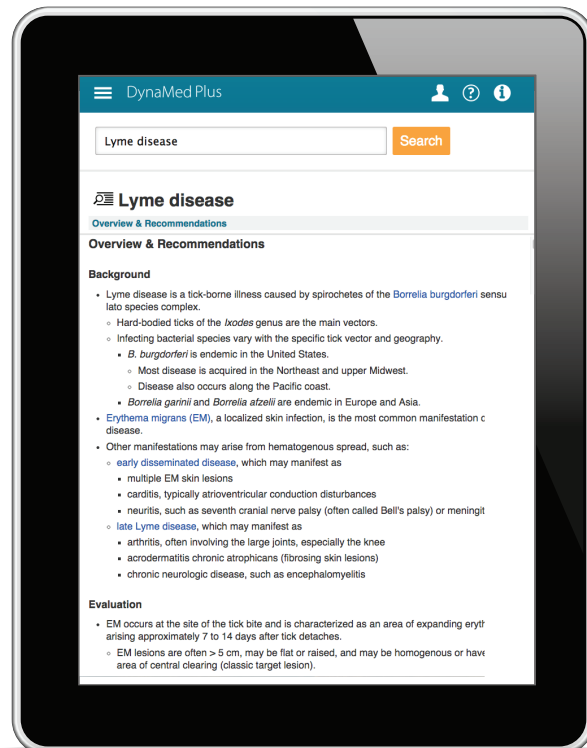 DynaMed Plus
Lyme disease
Search
Lyme disease
Overview & Recommendations
Overview & Recommendations
Background
• Lyme disease is a tick-borne illness caused by spirochetes of the Borrelia burgdorferi sensu
lato species complex.
◦ Hard-bodied ticks of the Ixodes genus are the main vectors.
◦ Infecting bacterial species vary with the specific tick vector and geography.
▪ B. burgdorferi is endemic in the United States.
◦ Most disease is acquired in the Northeast and upper Midwest.
◦ Disease also occurs along the Pacific coast.
▪ Borrelia garinii and Borrelia afzelii are endemic in Europe and Asia.
• Erythema migrans (EM), a localized skin infection, is the most common manifestation
disease.
• Other manifestations may arise from hematogenous spread, such as:
◦ early disseminated disease, which may manifest as
▪ multiple EM skin lesions
▪ carditis, typically atrioventricular conduction disturbances
▪ neuritis, such as seventh cranial nerve palsy (often called Bell's palsy) or meningit
◦ late Lyme disease, which may manifest as
▪ arthritis, often involving the large joints, especially the knee
▪ acrodermatitis chronic atrophicans (fibrosing skin lesions)
▪ chronic neurologic disease, such as encephalomyelitis
Evaluation
• EM occurs at the site of the tick bite and is characterized as an area of expanding eryth
arising approximately 7 to 14 days after tick detaches.
◦ EM lesions are often > 5 cm, may be flat or raised, and may be homogenous or have
area of central clearing (classic target lesion).